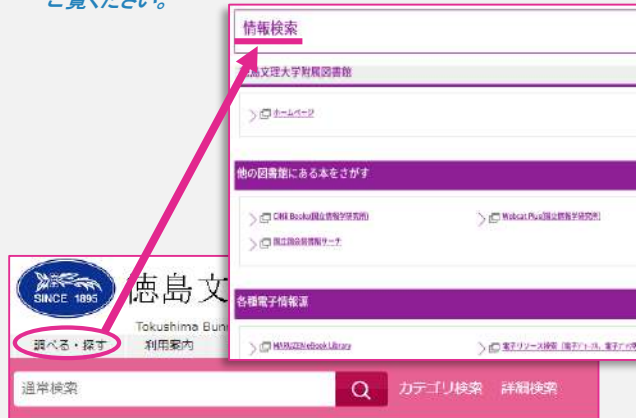 ご覧ください。
情報検索
徳島文理大学附属図書館
ホームページ
他の図書館にある本をさがす
CiNii Books(国立情報学研究所)
Webcat Plus(国立情報学研究所)
国立国会図書館サーチ
各種電子情報源
MARUZEN eBook Library
電子リソース検索
SINCE 1895
徳島文
Tokushima Bun
調べる・探す
利用案内
通常検索
カテゴリ検索
詳細検索